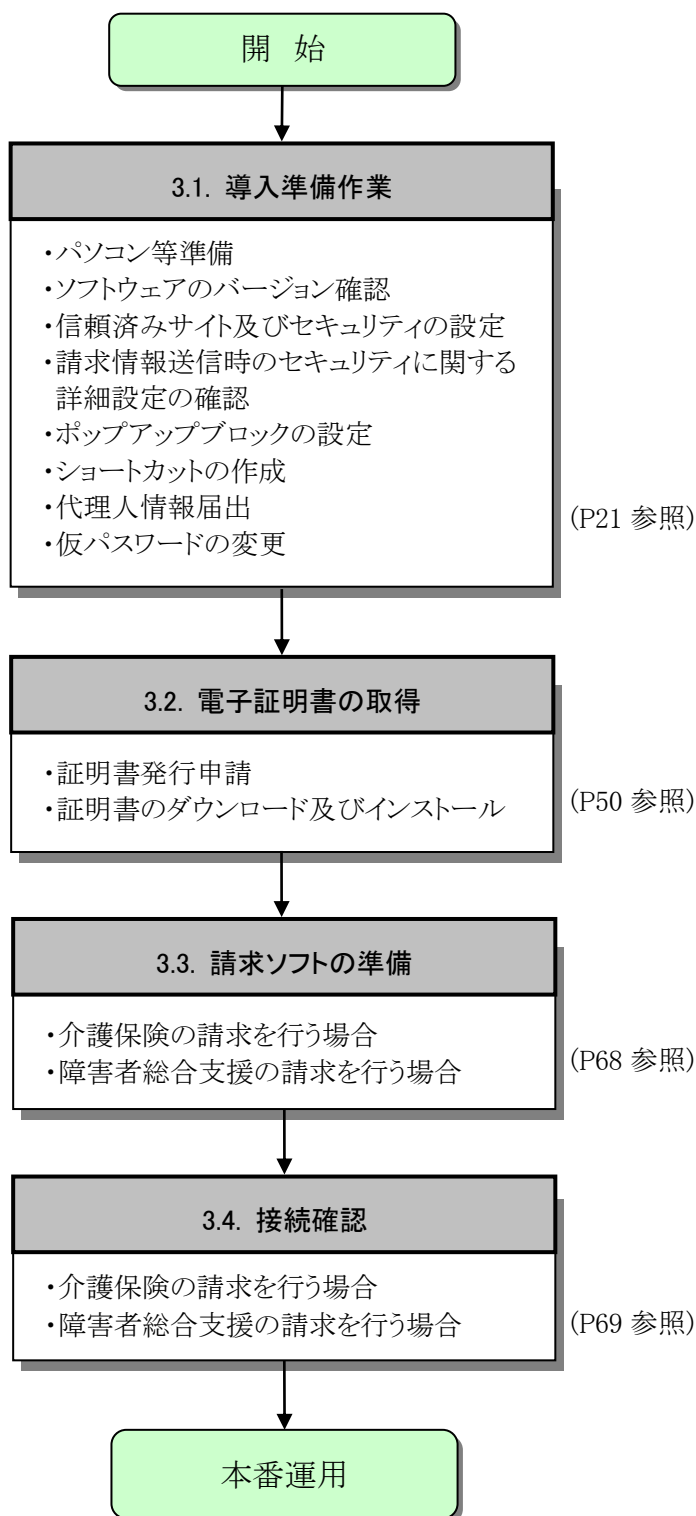 開 始
3.1. 導入準備作業
・パソコン等準備
・ソフトウェアのバージョン確認
・信頼済みサイト及びセキュリティの設定
・請求情報送信時のセキュリティに関する
詳細設定の確認
・ポップアップブロックの設定
・ショートカットの作成
・代理人情報届出
・仮パスワードの変更
(P21 参照)
3.2. 電子証明書の取得
・証明書発行申請
・証明書のダウンロード及びインストール
(P50 参照)
3.3. 請求ソフトの準備
・介護保険の請求を行う場合
・障害者総合支援の請求を行う場合
(P68 参照)
3.4. 接続確認
・介護保険の請求を行う場合
・障害者総合支援の請求を行う場合
(P69 参照)
本番運用